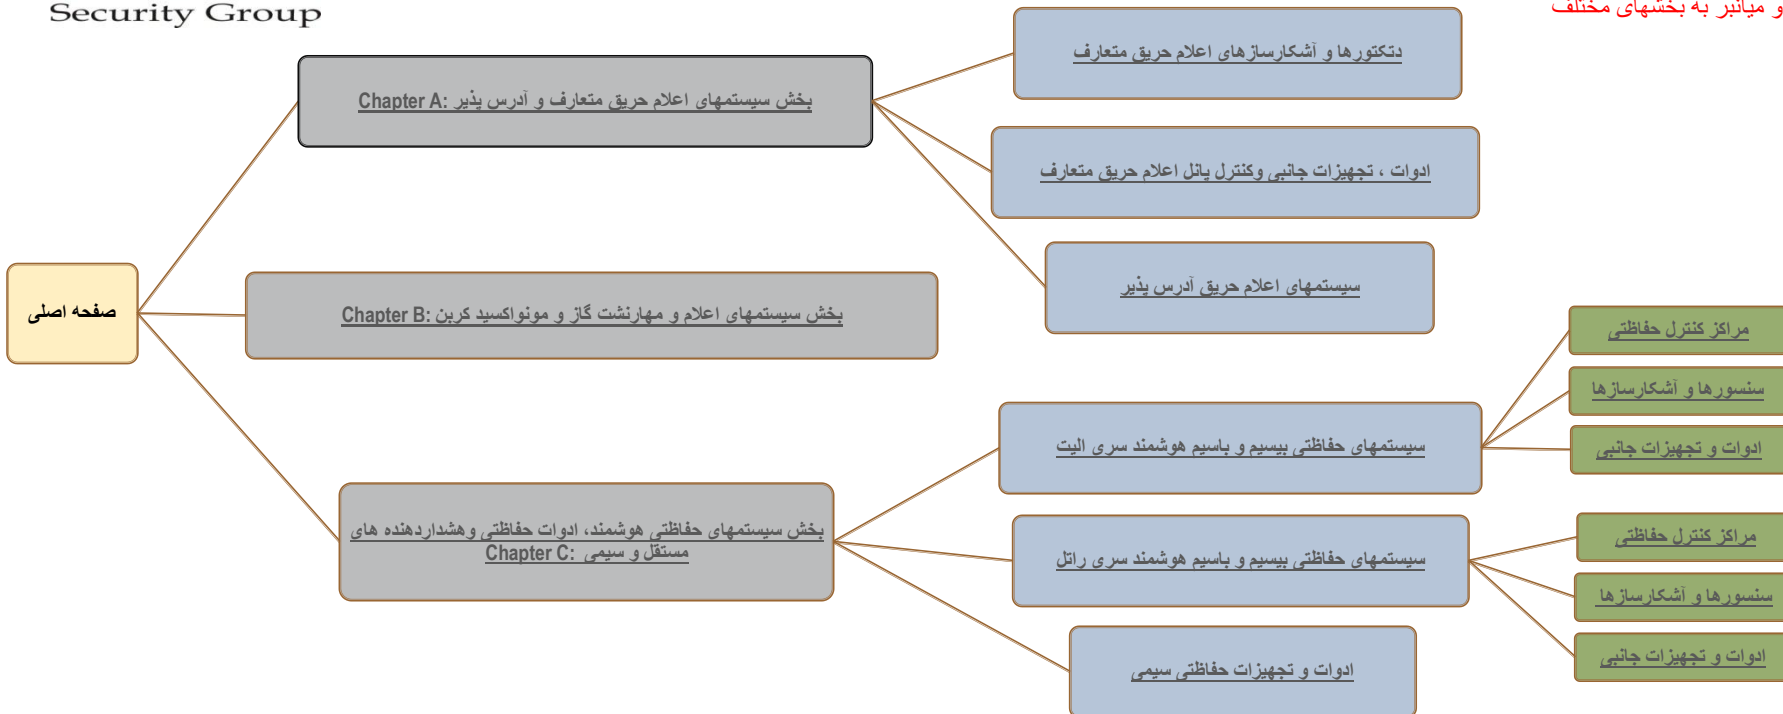 Security Group
و میانبر به بخشهای مختلف
صفحه اصلی
بخش سیستمهای اعلام حریق متعارف و آدرس پذیر :Chapter A
دتکتورها و آشکارسازهای اعلام حریق متعارف
ادوات ، تجهیزات جانبی وکنترل پانل اعلام حریق متعارف
سیستمهای اعلام حریق آدرس پذیر
بخش سیستمهای اعلام و مهارنشت گاز و مونواکسید کربن :Chapter B
بخش سیستمهای حفاظتی هوشمند، ادوات حفاظتی وهشداردهنده های
مستقل و سیمی :Chapter C
سیستمهای حفاظتی بیسیم و باسیم هوشمند سری الیت
مراکز کنترل حفاظتی
سنسورها و آشکارسازها
ادوات و تجهیزات جانبی
سیستمهای حفاظتی بیسیم و باسیم هوشمند سری راتل
مراکز کنترل حفاظتی
سنسورها و آشکارسازها
ادوات و تجهیزات جانبی
ادوات و تجهیزات حفاظتی سیمی